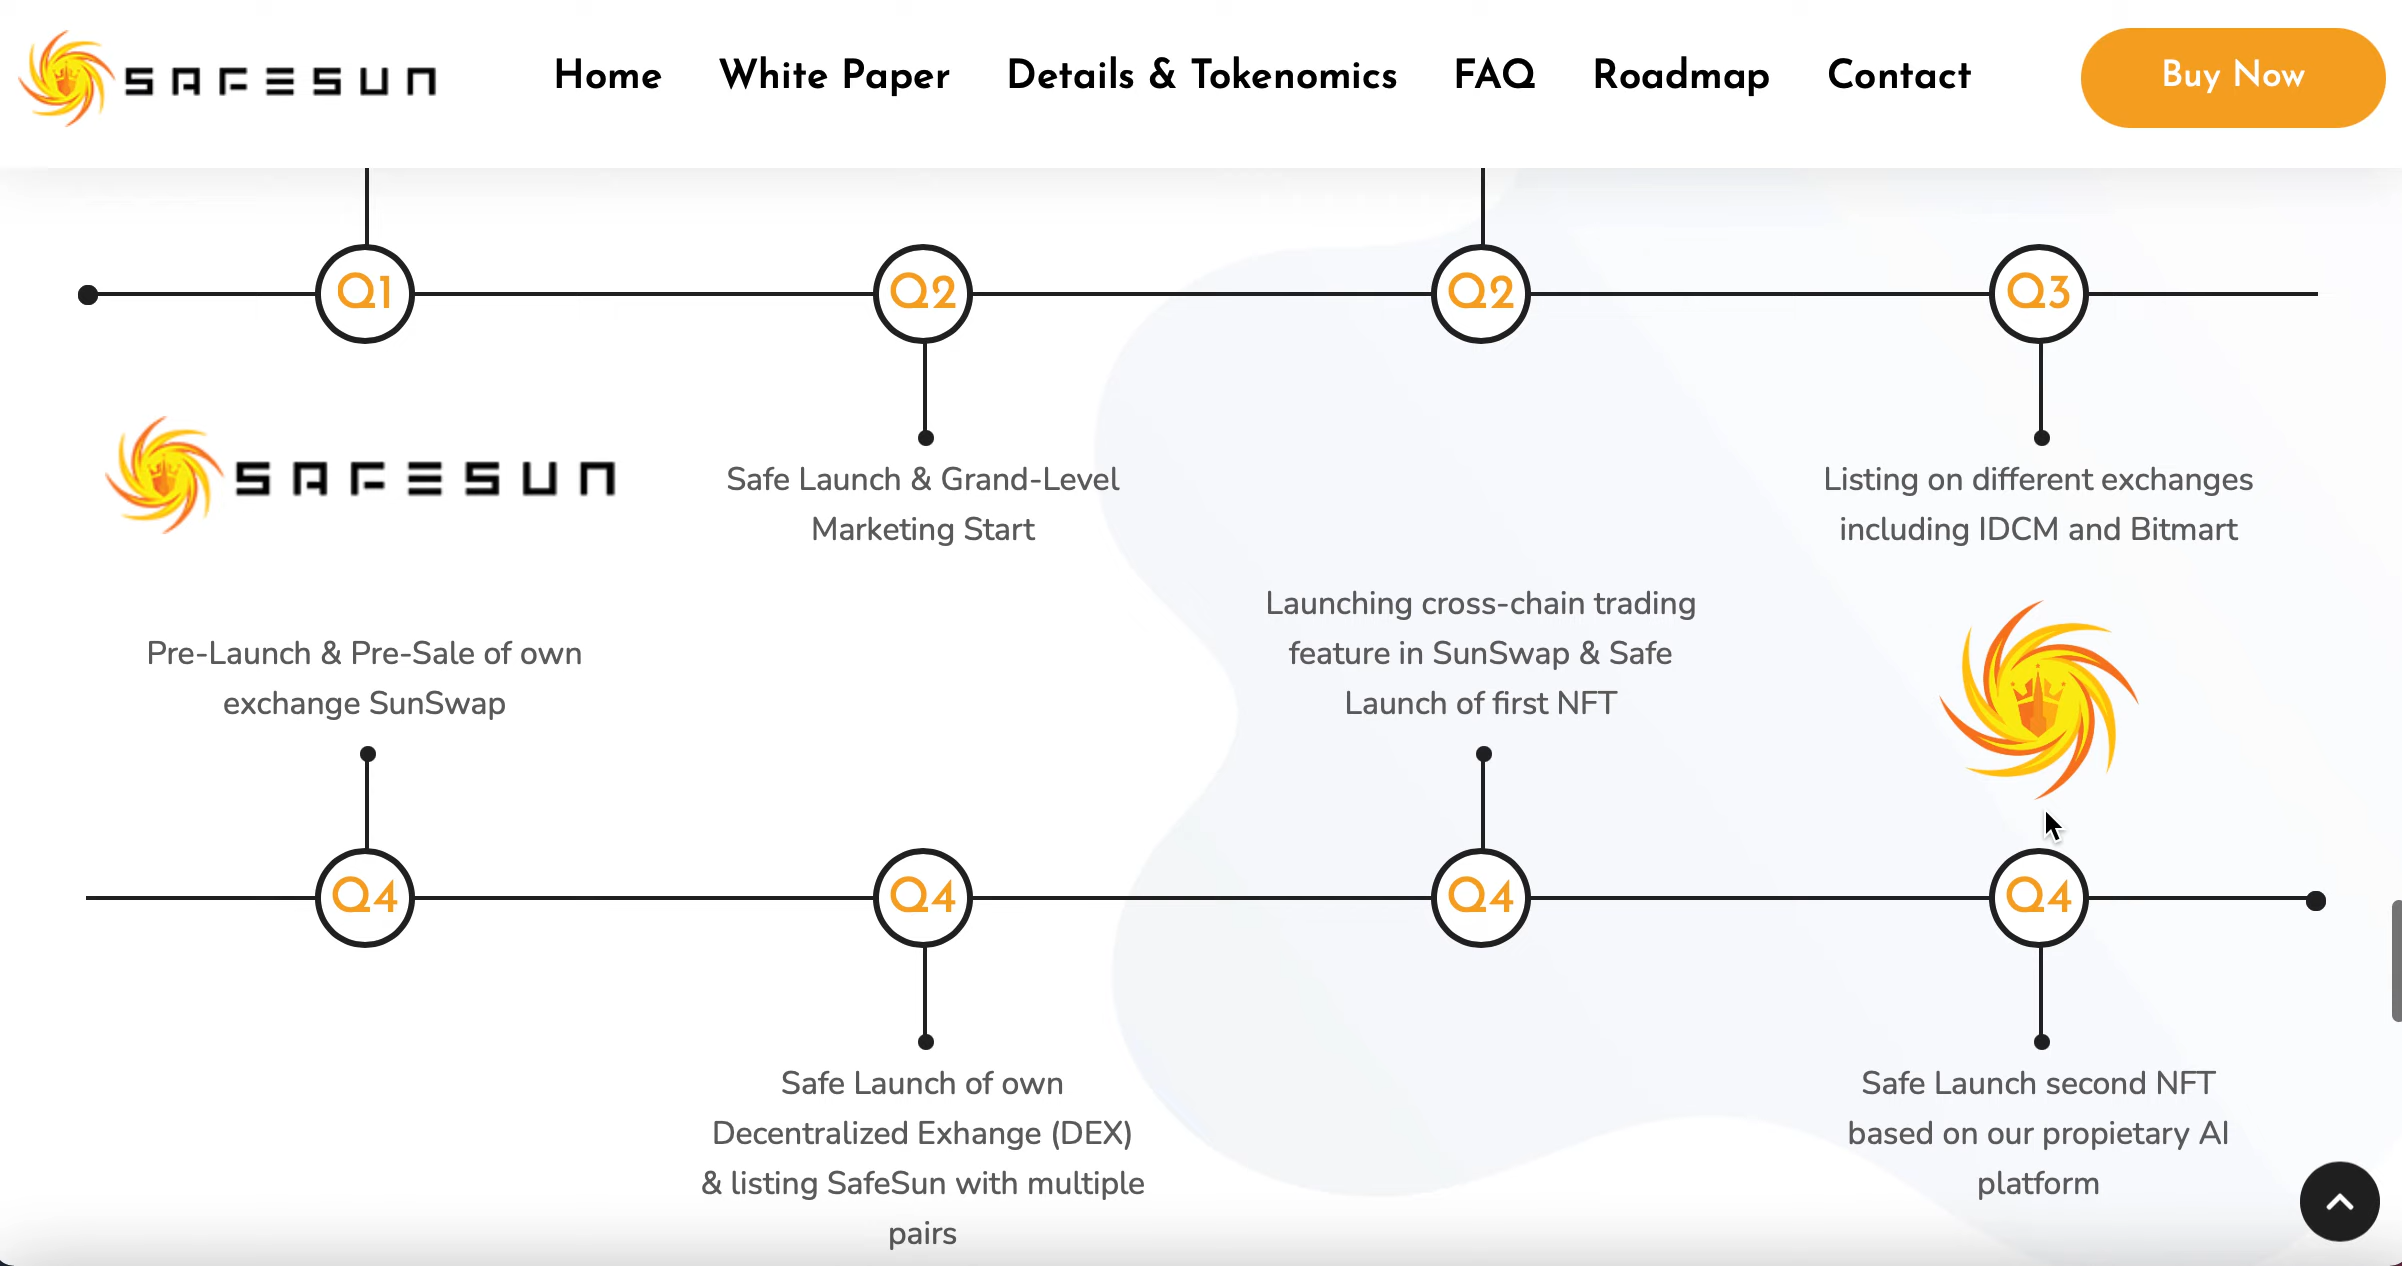 SAFESUN
Home
White Paper
Details & Tokenomics
FAQ
Roadmap
Contact
Buy Now
Q1
Q2
Q2
Q3
SAFESUN
Safe Launch & Grand-Level
Marketing Start
Listing on different exchanges
including IDCM and Bitmart
Pre-Launch & Pre-Sale of own
exchange SunSwap
Launching cross-chain trading
feature in SunSwap & Safe
Launch of first NFT
Q4
Q4
Q4
Q4
Safe Launch of own
Decentralized Exhange (DEX)
& listing SafeSun with multiple
pairs
Safe Launch second NFT
based on our propietary AI
platform